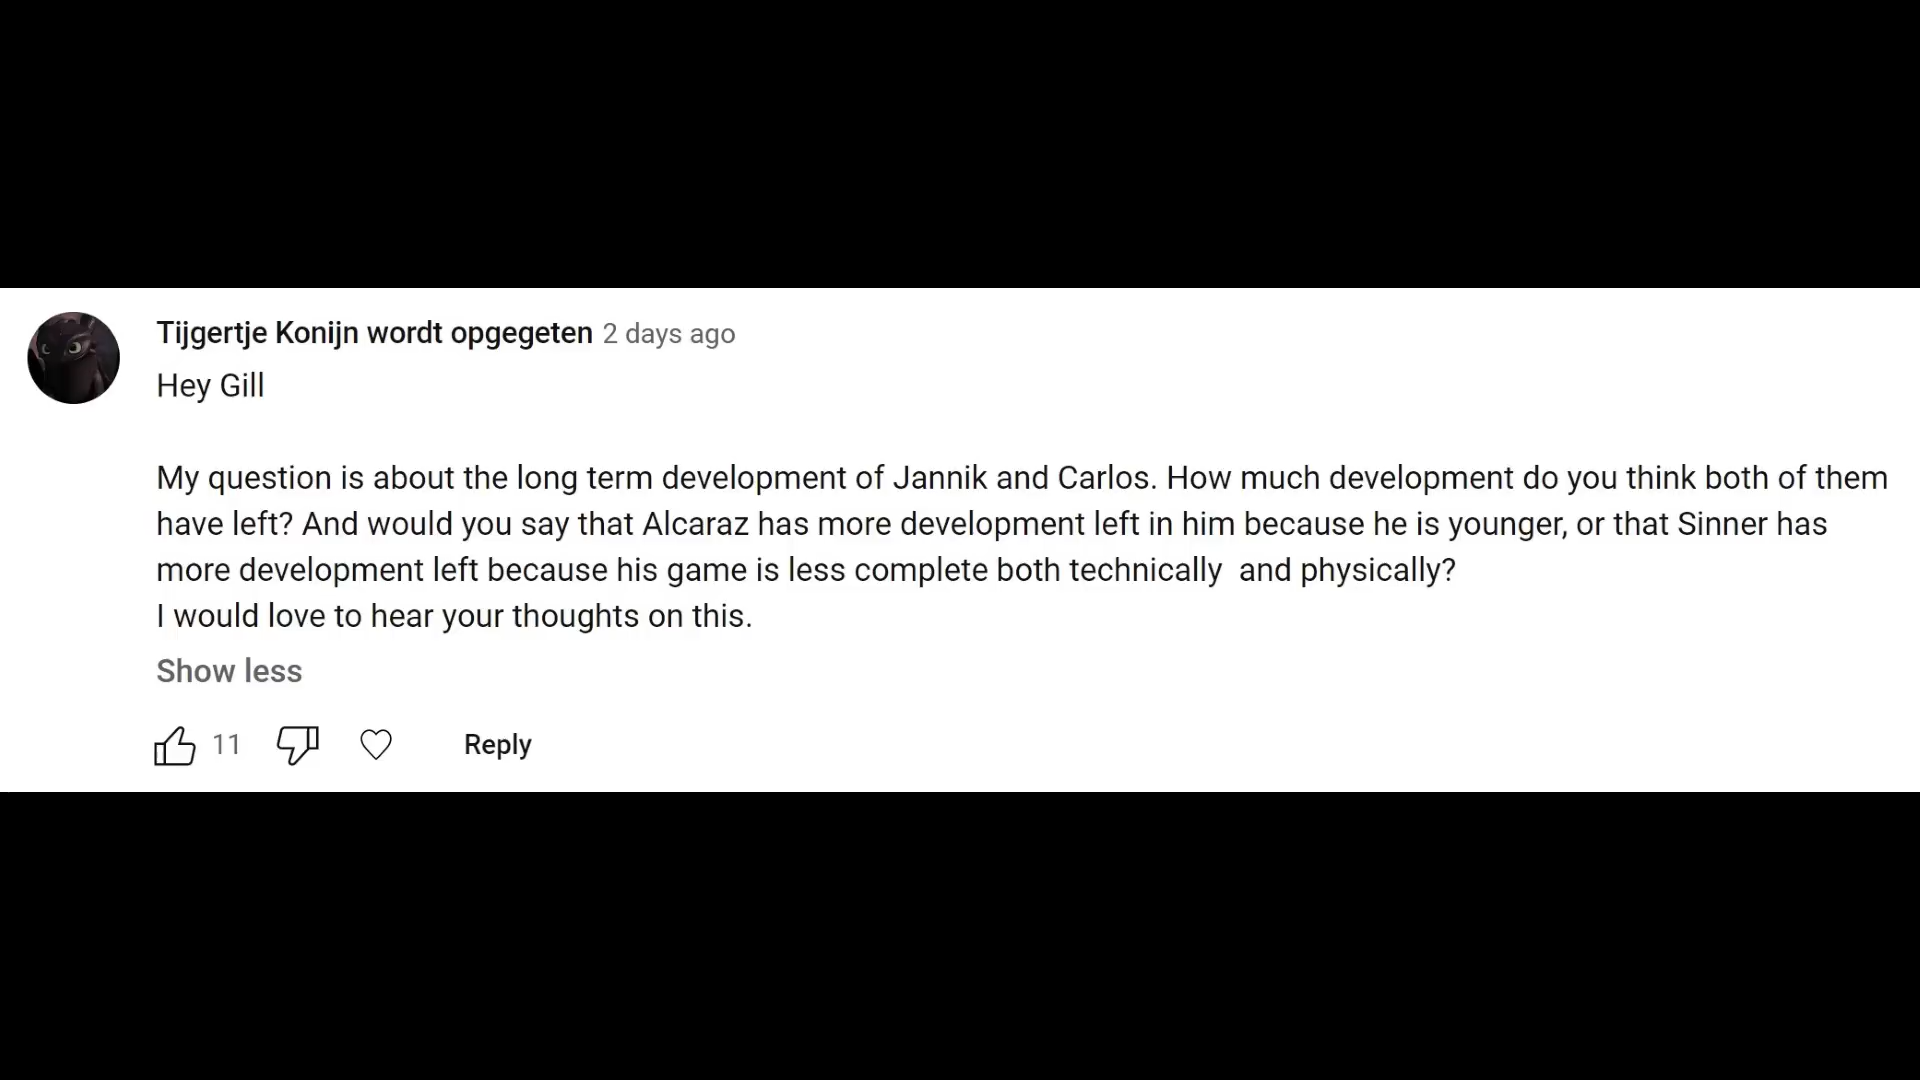 Tijgertje Konijn wordt opgegeten 2 days ago
Hey Gill
My question is about the long term development of Jannik and Carlos. How much development do you think both of them
have left? And would you say that Alcaraz has more development left in him because he is younger, or that Sinner has
more development left because his game is less complete both technically  and physically?
I would love to hear your thoughts on this.
Show less
11 Reply